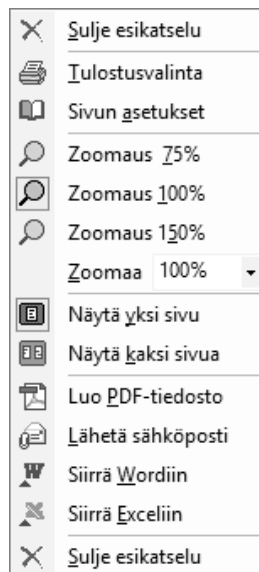 Sulje esikatselu
Tulostusvalinta
Sivun asetukset
Zoomaus 75%
Zoomaus 100%
Zoomaus 150%
Zoomaa 100%
Näytä yksi sivu
Näytä kaksi sivua
Luo PDF-tiedosto
Lähetä sähköposti
Siirrä Wordiin
Siirrä Exceliin
Sulje esikatselu